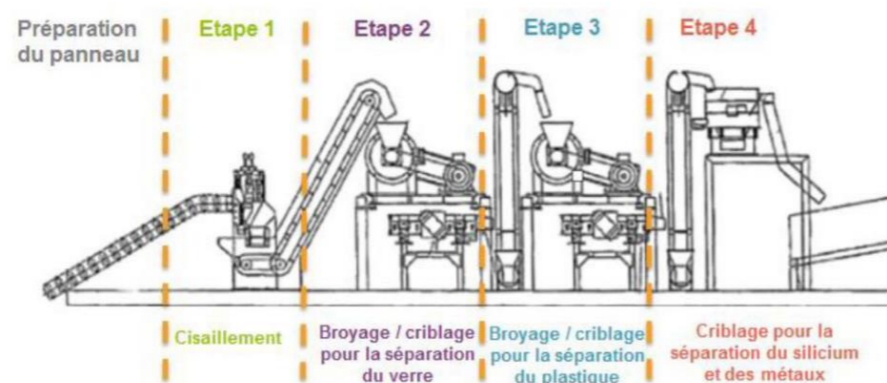 Préparation
du panneau
Etape 1
Etape 2
Etape 3
Etape 4
Cisaillement
Broyage / criblage
pour la séparation
du verre
Broyage / criblage
pour la séparation
du plastique
Criblage pour la
séparation du silicium
et des métaux